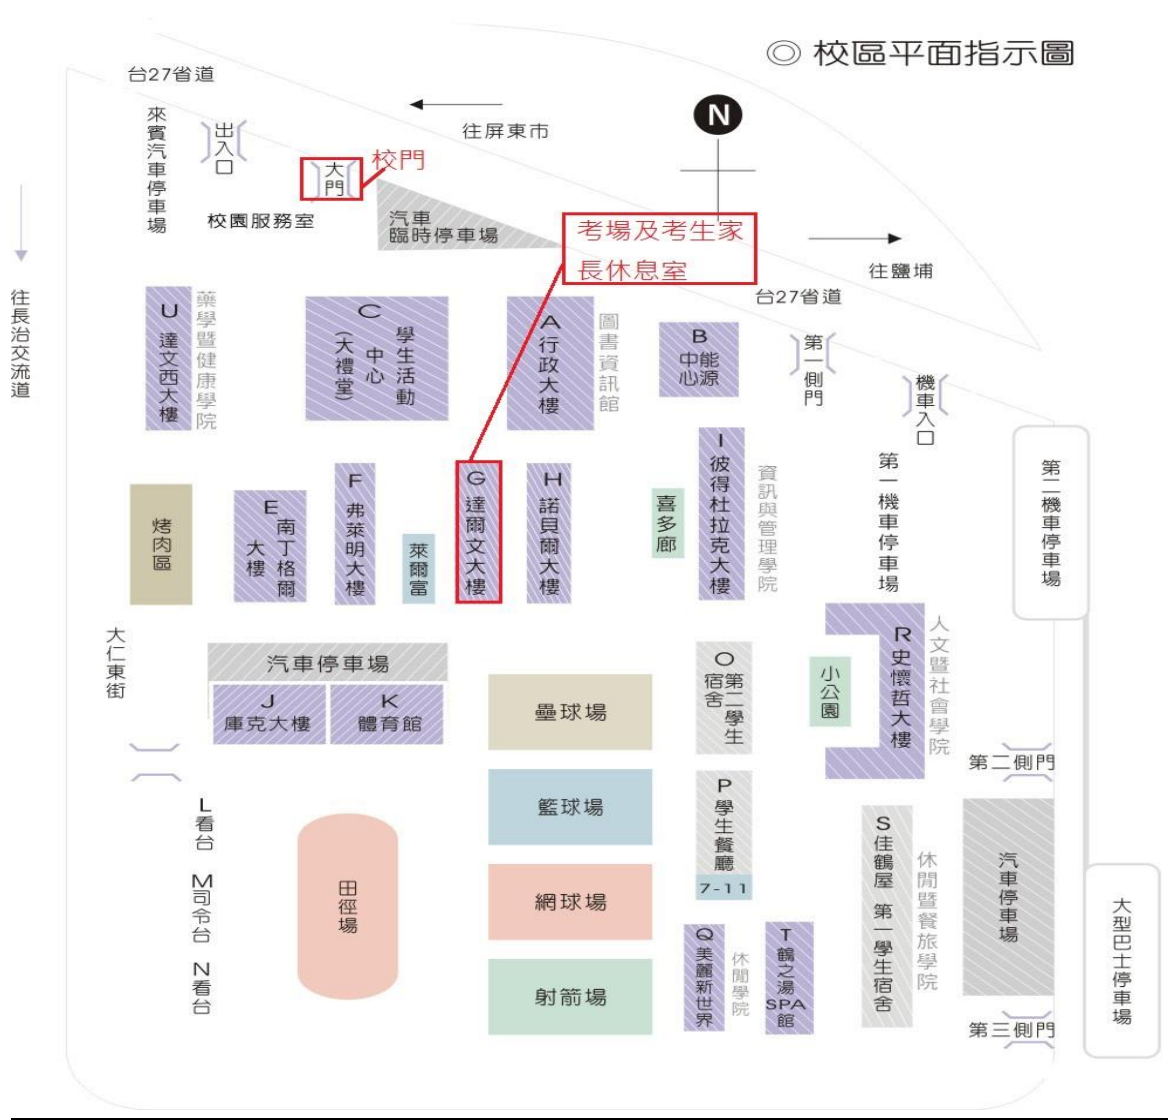 ◎ 校區平面指示圖
台27省道
往屏東市
N
來賓汽車停車場
出入口
大門
校門
校園服務室
汽車
臨時停車場
考場及考生家
長休息室
往鹽埔
台27省道
往長治交流道
U
達文西大樓
藥學暨健康學院
C
學生活動
中心
(大禮堂)
A
行政大樓
圖書資訊館
B
中能
心源
第一側門
機車入口
烤肉區
E
南丁格爾
大樓
F
弗萊明大樓
萊爾富
G
達爾文大樓
H
諾貝爾大樓
喜多廊
I
彼得杜拉克大樓
資訊與管理學院
第一機車停車場
第二機車停車場
大仁東街
汽車停車場
J
庫克大樓
K
體育館
壘球場
O
第二學生
宿舍
小公園
R
史懷哲大樓
人文暨社會學院
第二側門
L
看台
M
司令台
N
看台
田徑場
籃球場
網球場
射箭場
P
學生餐廳
7-11
Q
美麗新世界
休閒學院
T
鶴之湯
SPA
館
S
佳鶴屋 第一學生宿舍
休閒暨餐旅學院
汽車停車場
第三側門
大型巴士停車場